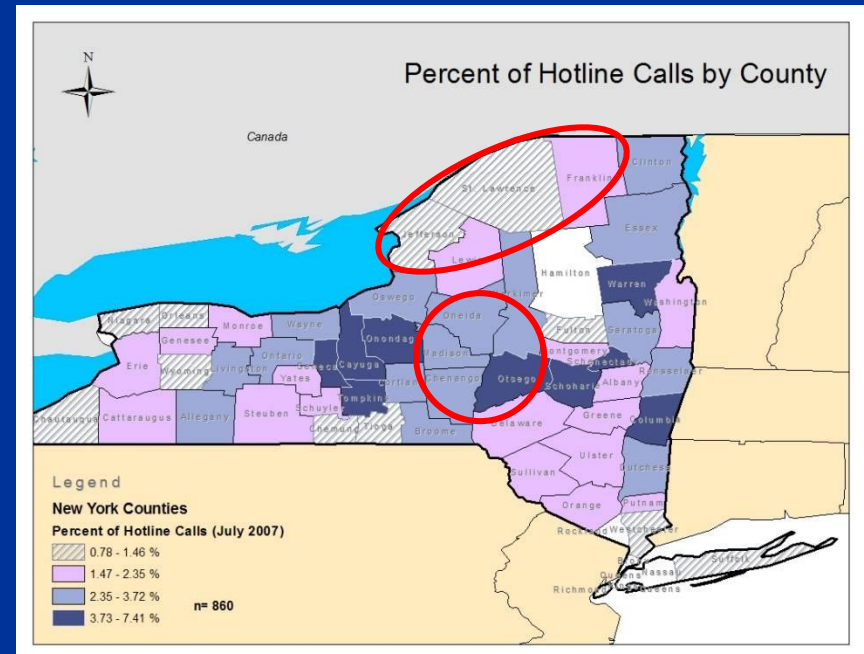 N
Percent of Hotline Calls by County
Canada
Clinton
Franklin
St. Lawrence
Essex
Jefferson
Lewis
Hamilton
Warren
Washington
Oswego
Oneida
Fulton
Saratoga
Niagara
Orleans
Monroe
Wayne
Genesee
Onondaga
Madison
Montgomery
Schenectady
Erie
Wyoming
Livingston
Ontario
Seneca
Cayuga
Yates
Cortland
Chenango
Otsego
Schoharie
Albany
Rensselaer
Tompkins
Chautauqua
Cattaraugus
Allegany
Steuben
Schuyler
Chemung
Tioga
Broome
Delaware
Greene
Columbia
Ulster
Dutchess
Sullivan
Orange
Putnam
Rockland
Westchester
Suffolk
Nassau
Queens
Richmond
Legend
New York Counties
Percent of Hotline Calls (July 2007)
0.78 - 1.46 %
1.47 - 2.35 %
2.35 - 3.72 %
3.73 - 7.41 %
n= 860